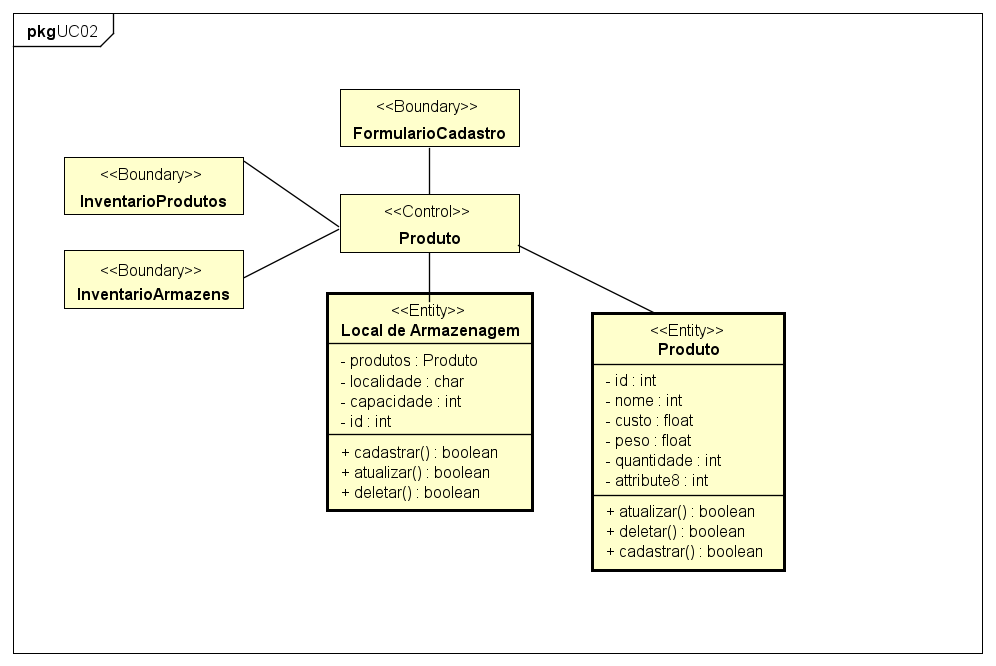 pkg UC02
<<Boundary>>
FormularioCadastro
<<Boundary>>
InventarioProdutos
<<Control>>
Produto
<<Boundary>>
InventarioArmazens
<<Entity>>
Local de Armazenagem
- produtos : Produto
- localidade : char
- capacidade : int
- id : int
+ cadastrar() : boolean
+ atualizar() : boolean
+ deletar() : boolean
<<Entity>>
Produto
- id : int
- nome : int
- custo : float
- peso : float
- quantidade : int
- attribute8 : int
+ atualizar() : boolean
+ deletar() : boolean
+ cadastrar() : boolean